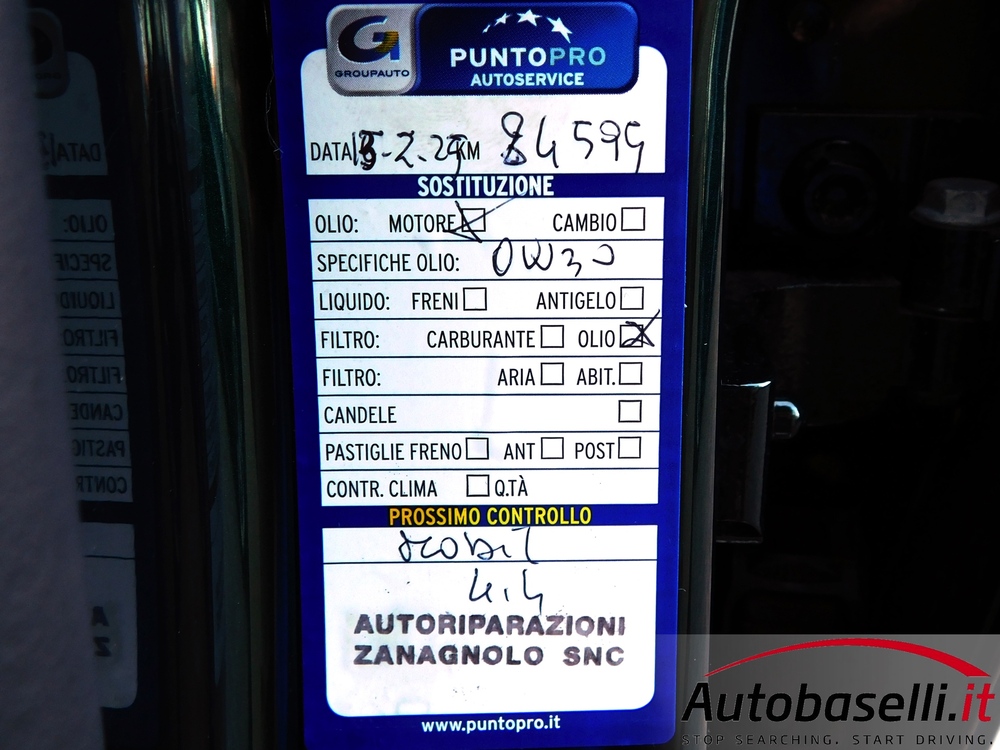 GROUPAUTO
PUNTOPRO
AUTOSERVICE
DATA 15-2.24 KM 84599
SOSTITUZIONE
OLIO: MOTORE CAMBIO
SPECIFICHE OLIO: 0W30
LIQUIDO: FRENI ANTIGELO
FILTRO: CARBURANTE OLIO
FILTRO: ARIA ABIT.
CANDELE
PASTIGLIE FRENO ANT POST
CONTR. CLIMA Q.TÀ
PROSSIMO CONTROLLO
Mobil
4.4
AUTORIPARAZIONI
ZANAGNOLO SNC
www.puntopro.it
Autobaselli.it
STOP SEARCHING. START DRIVING.